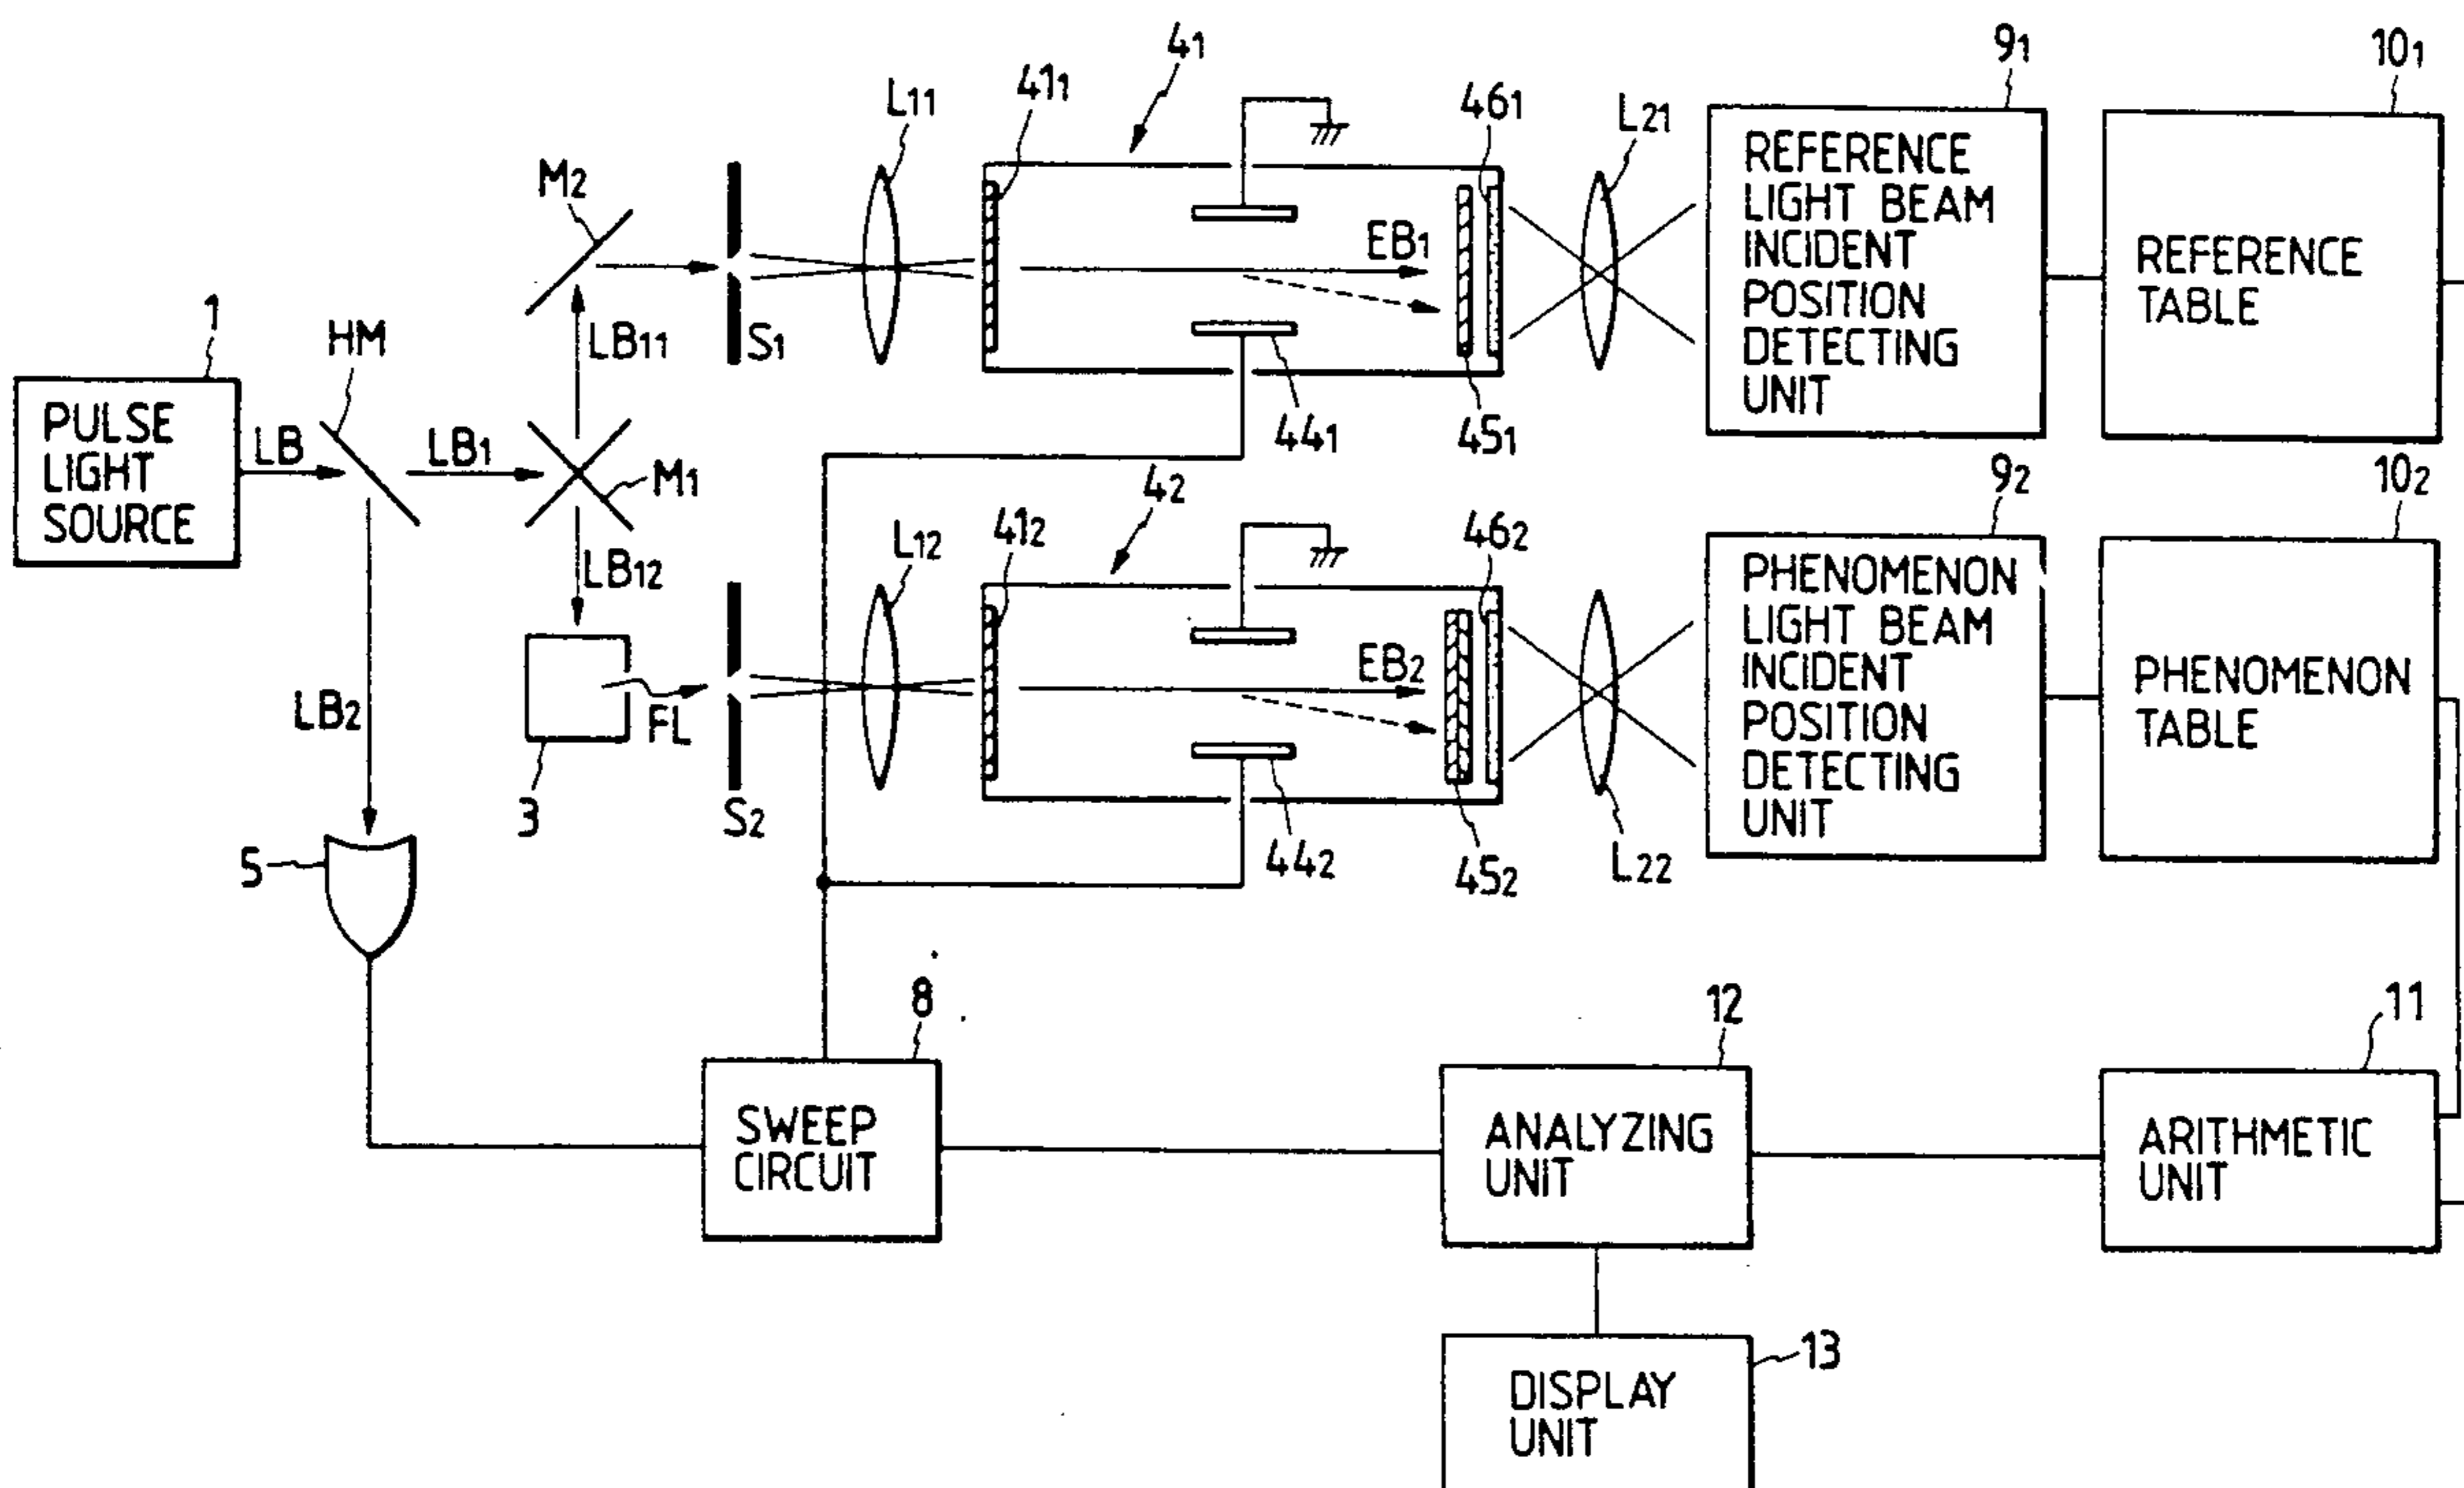 4₁
9₁
10₁
41₁
L₁₁
46₁
L₂₁
M₂
REFERENCE
LIGHT BEAM
INCIDENT
POSITION
DETECTING
UNIT
REFERENCE
TABLE
EB₁
1
HM
LB₁₁
S₁
44₁
45₁
PULSE
LIGHT
SOURCE
LB
LB₁
M₁
4₂
9₂
10₂
41₂
L₁₂
46₂
LB₁₂
PHENOMENON
LIGHT BEAM
INCIDENT
POSITION
DETECTING
UNIT
PHENOMENON
TABLE
EB₂
LB₂
FL
3
S₂
44₂
45₂
L₂₂
5
8
12
11
SWEEP
CIRCUIT
ANALYZING
UNIT
ARITHMETIC
UNIT
13
DISPLAY
UNIT